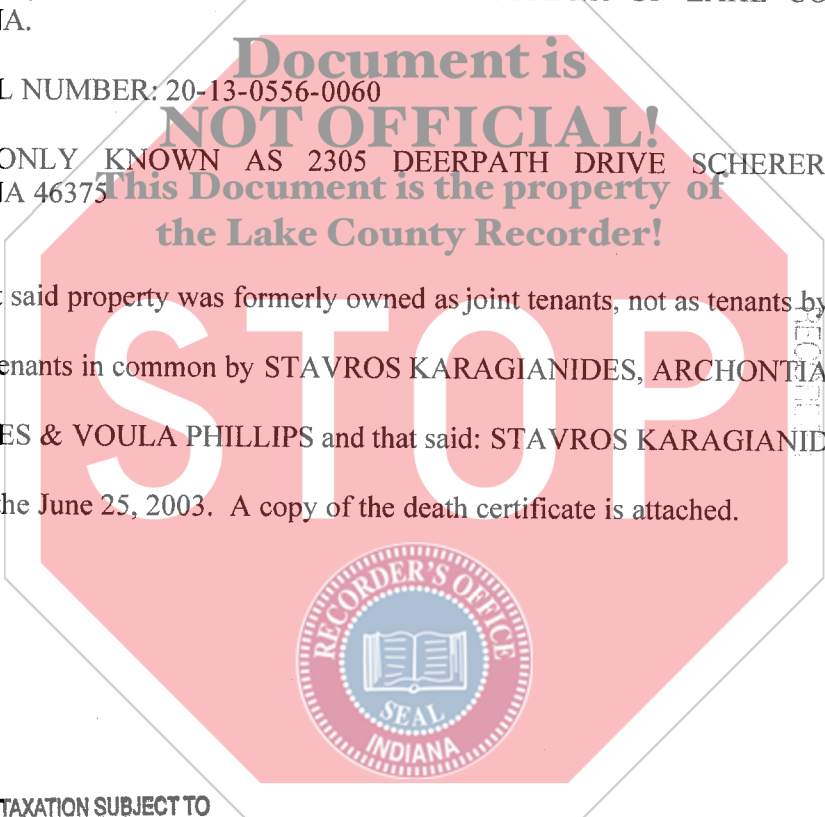 NA.
Document is
L NUMBER: 20-13-0556-0060
NOT OFFICIAL!
ONLY KNOWN AS 2305 DEERPATH DRIVE SCHERER
NA 46375
This Document is the property of
the Lake County Recorder!
t said property was formerly owned as joint tenants, not as tenants by
STOP
enants in common by STAVROS KARAGIANIDES, ARCHONTIA
ES & VOULA PHILLIPS and that said: STAVROS KARAGIANID
the June 25, 2003. A copy of the death certificate is attached.
RECORDER'S OFFICE
SEAL
INDIANA
TAXATION SUBJECT TO